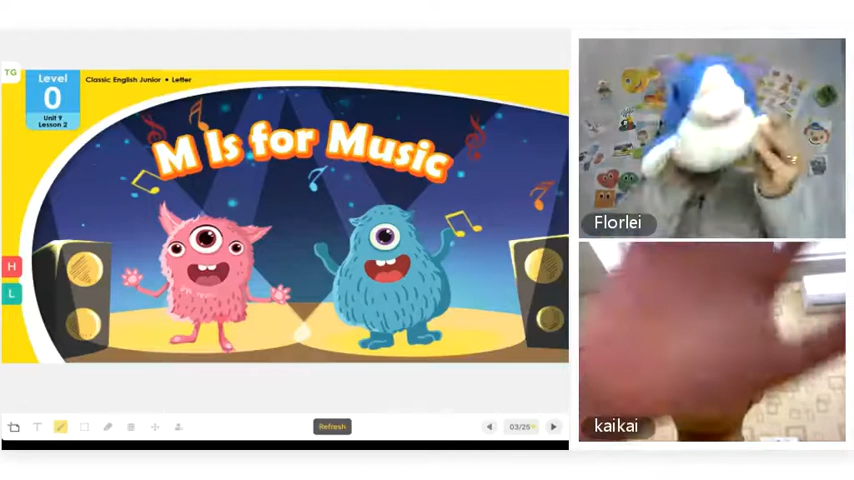 TG
Level
0
Unit 9
Lesson 2
Classic English Junior • Letter
M Is for Music
H
L
Refresh
03/25
Florlei
kaikai